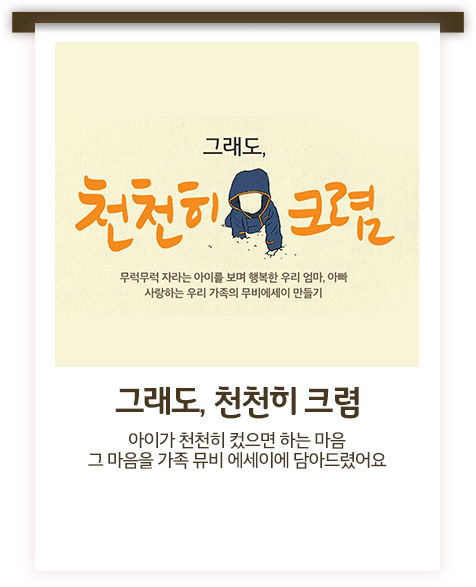 그래도,
천천히 크렴
무럭무럭 자라는 아이를 보며 행복한 우리 엄마, 아빠
사랑하는 우리 가족의 무비에세이 만들기
그래도, 천천히 크렴
아이가 천천히 컸으면 하는 마음
그 마음을 가족 뮤비 에세이에 담아드렸어요